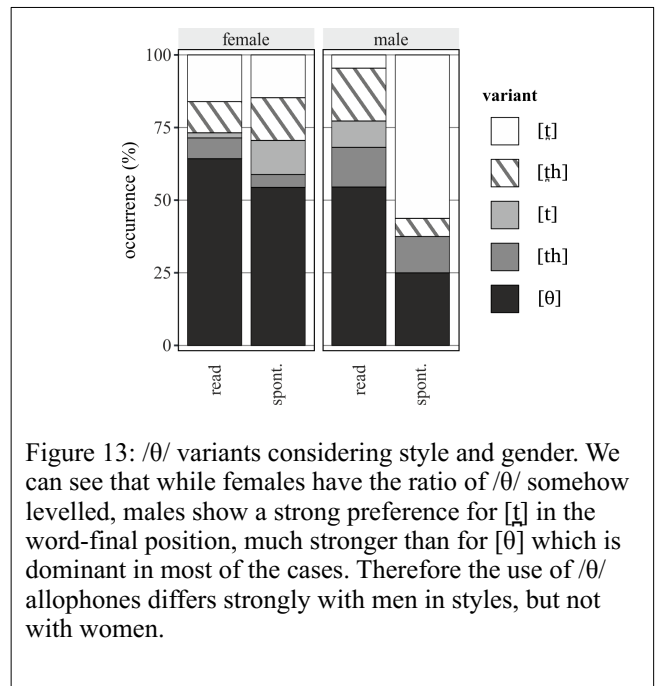 female
male
100
75
50
25
0
occurrence (%)
read
spont.
read
spont.
variant
[t̪]
[t̪h]
[t]
[th]
[θ]
Figure 13: /θ/ variants considering style and gender. We
can see that while females have the ratio of /θ/ somehow
levelled, males show a strong preference for [t̪] in the
word-final position, much stronger than for [θ] which is
dominant in most of the cases. Therefore the use of /θ/
allophones differs strongly with men in styles, but not
with women.